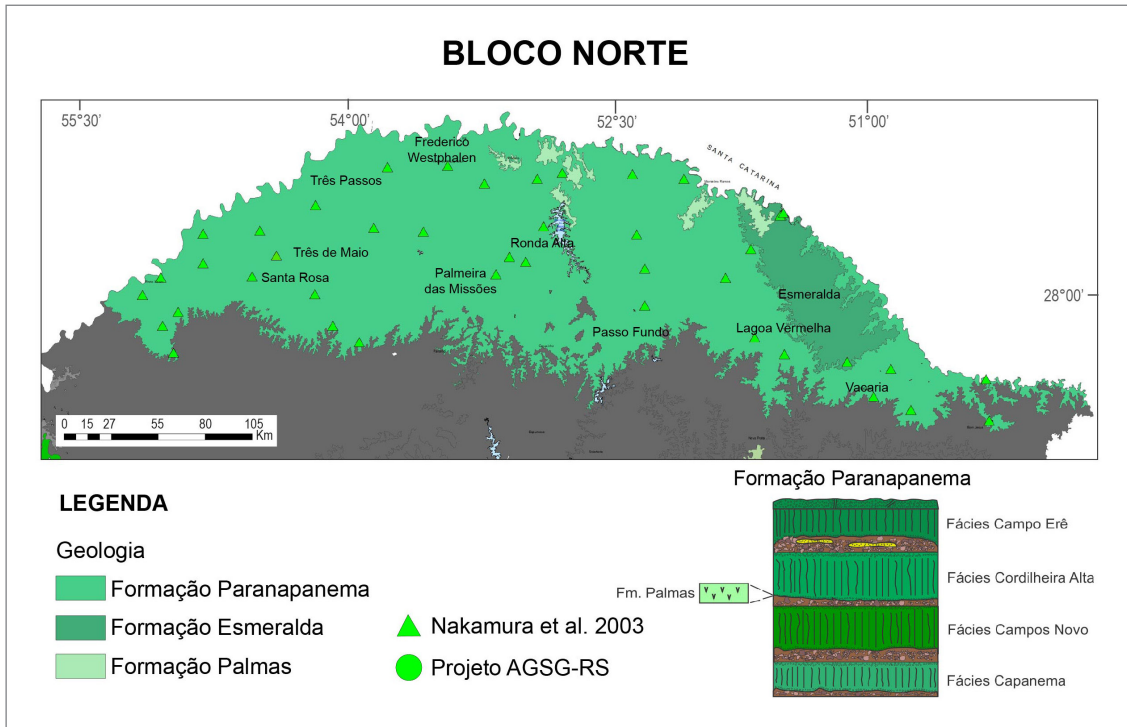 BLOCO NORTE
55°30'
54°00'
52°30'
51°00'
SANTA CATARINA
Frederico
Westphalen
Três Passos
Três de Maio
Ronda Alta
Santa Rosa
Palmeira
das Missões
Esmeralda
28°00'
Passo Fundo
Lagoa Vermelha
Vacaria
0 15 27 55 80 105
Km
LEGENDA
Geologia
Formação Paranapanema
Formação Esmeralda
Formação Palmas
Nakamura et al. 2003
Projeto AGSG-RS
Formação Paranapanema
Fácies Campo Erê
Fácies Cordilheira Alta
Fm. Palmas
Fácies Campos Novo
Fácies Capanema